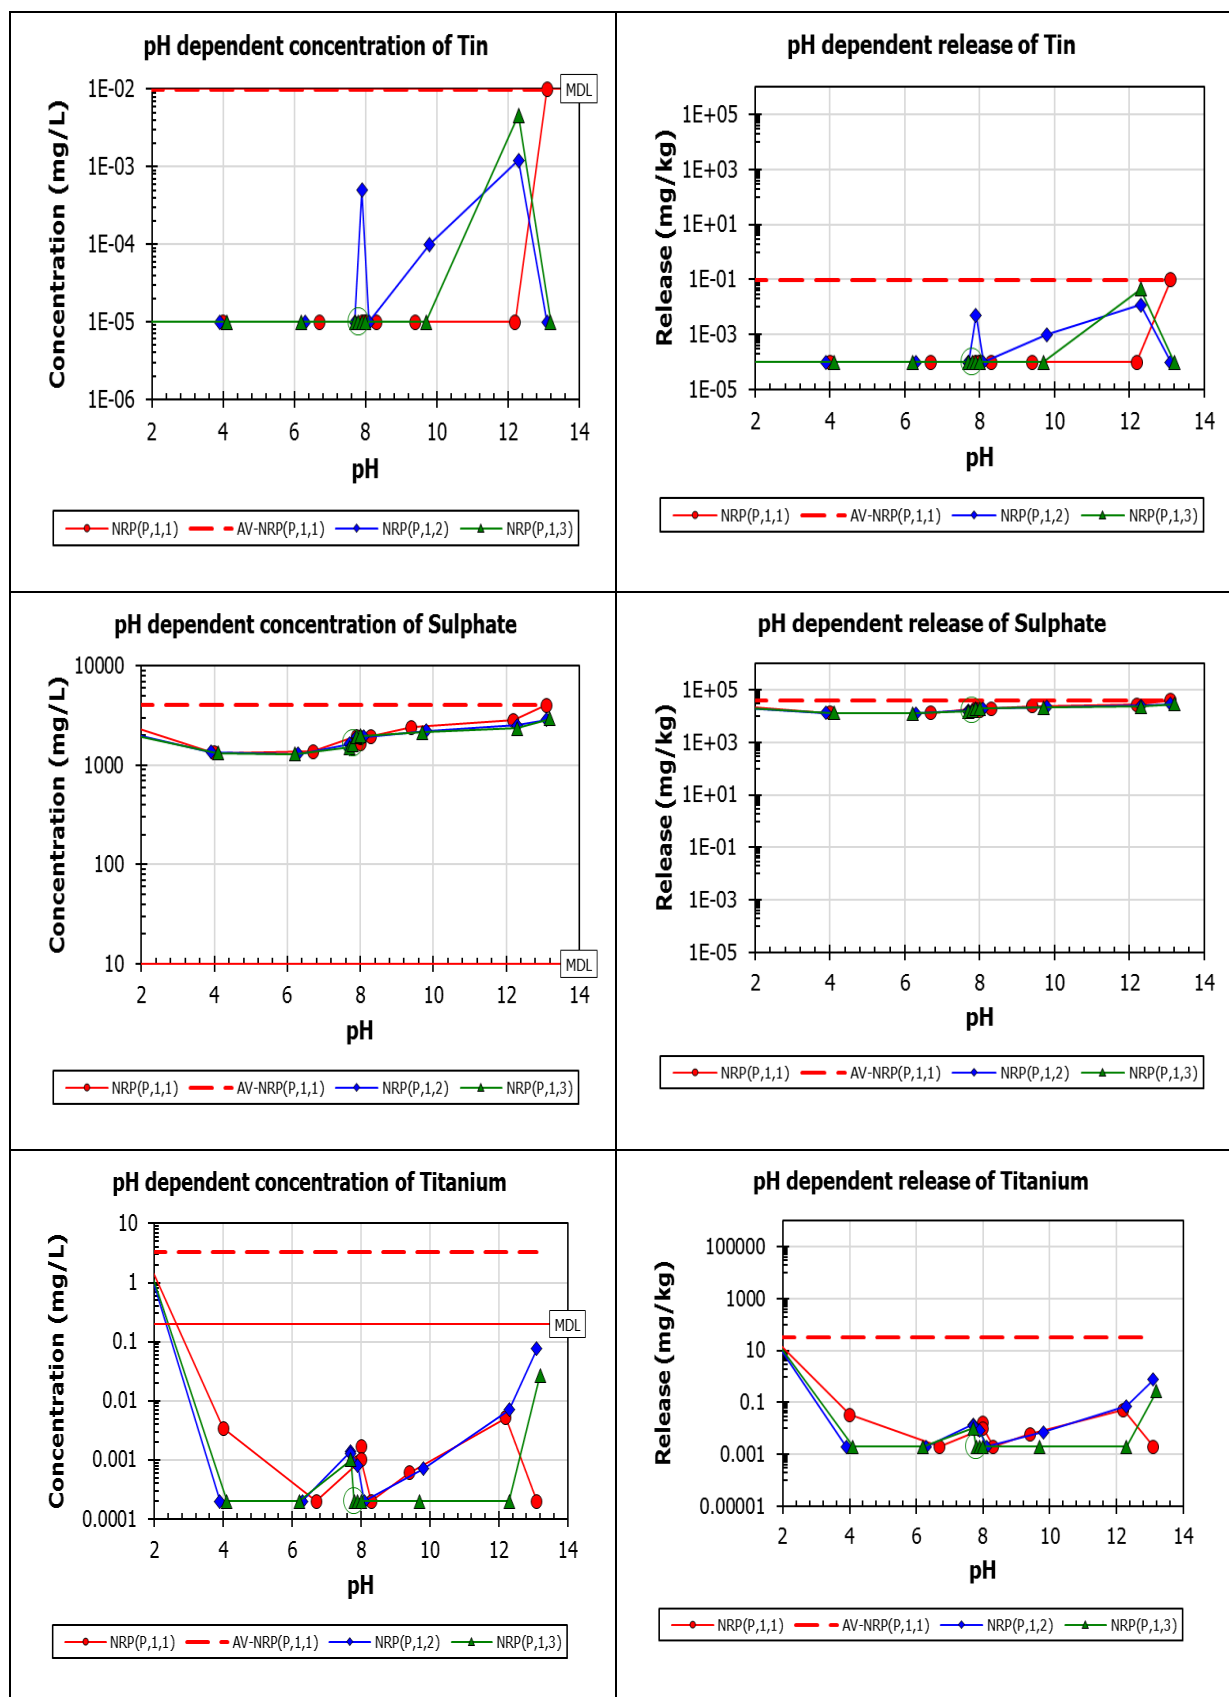 pH dependent concentration of Tin
Concentration (mg/L)
1E-02
1E-03
1E-04
1E-05
1E-06
MDL
2 4 6 8 10 12 14
pH
NRP(P,1,1) AV-NRP(P,1,1) NRP(P,1,2) NRP(P,1,3)
pH dependent release of Tin
Release (mg/kg)
1E+05
1E+03
1E+01
1E-01
1E-03
1E-05
2 4 6 8 10 12 14
pH
NRP(P,1,1) AV-NRP(P,1,1) NRP(P,1,2) NRP(P,1,3)
pH dependent concentration of Sulphate
Concentration (mg/L)
10000
1000
100
10
MDL
2 4 6 8 10 12 14
pH
NRP(P,1,1) AV-NRP(P,1,1) NRP(P,1,2) NRP(P,1,3)
pH dependent release of Sulphate
Release (mg/kg)
1E+05
1E+03
1E+01
1E-01
1E-03
1E-05
2 4 6 8 10 12 14
pH
NRP(P,1,1) AV-NRP(P,1,1) NRP(P,1,2) NRP(P,1,3)
pH dependent concentration of Titanium
Concentration (mg/L)
10
1
0.1
0.01
0.001
0.0001
MDL
2 4 6 8 10 12 14
pH
NRP(P,1,1) AV-NRP(P,1,1) NRP(P,1,2) NRP(P,1,3)
pH dependent release of Titanium
Release (mg/kg)
100000
1000
10
0.1
0.001
0.00001
2 4 6 8 10 12 14
pH
NRP(P,1,1) AV-NRP(P,1,1) NRP(P,1,2) NRP(P,1,3)